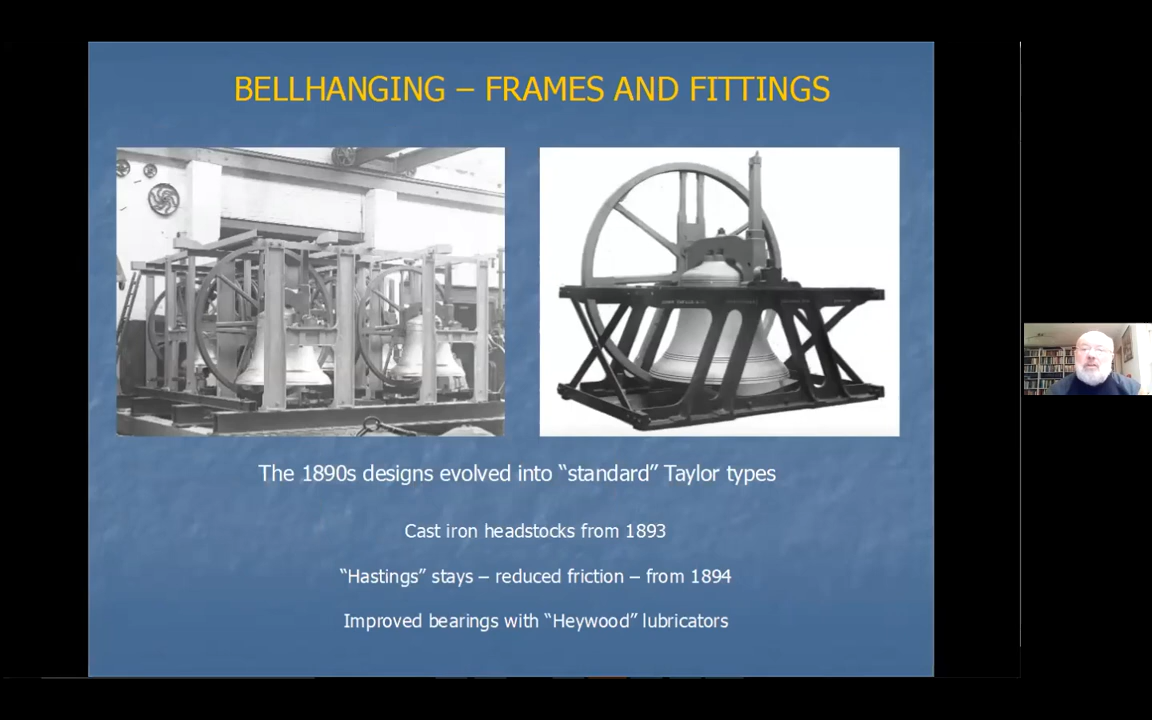 BELLHANGING – FRAMES AND FITTINGS
The 1890s designs evolved into “standard” Taylor types
Cast iron headstocks from 1893
“Hastings” stays – reduced friction – from 1894
Improved bearings with “Heywood” lubricators